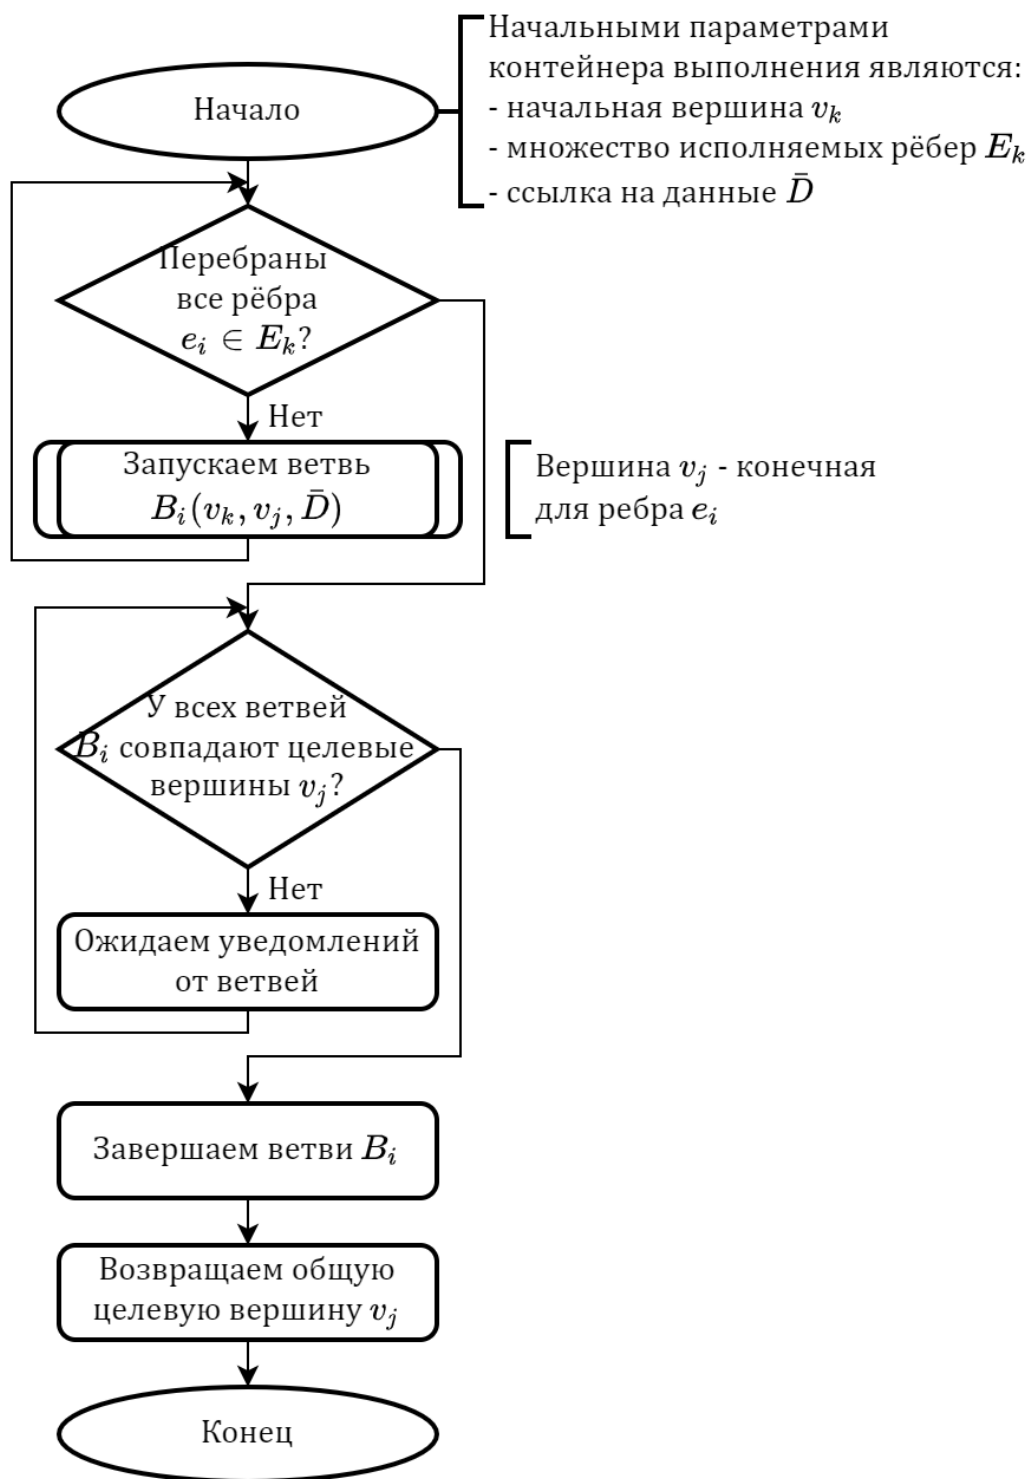 Начало
Начальными параметрами
контейнера выполнения являются:
- начальная вершина v_k
- множество исполняемых рёбер E_k
- ссылка на данные D̄
Перебраны
все рёбра
e_i ∈ E_k?
Нет
Запускаем ветвь
B_i(v_k, v_j, D̄)
Вершина v_j - конечная
для ребра e_i
У всех ветвей
B_i совпадают целевые
вершины v_j?
Нет
Ожидаем уведомлений
от ветвей
Завершаем ветви B_i
Возвращаем общую
целевую вершину v_j
Конец